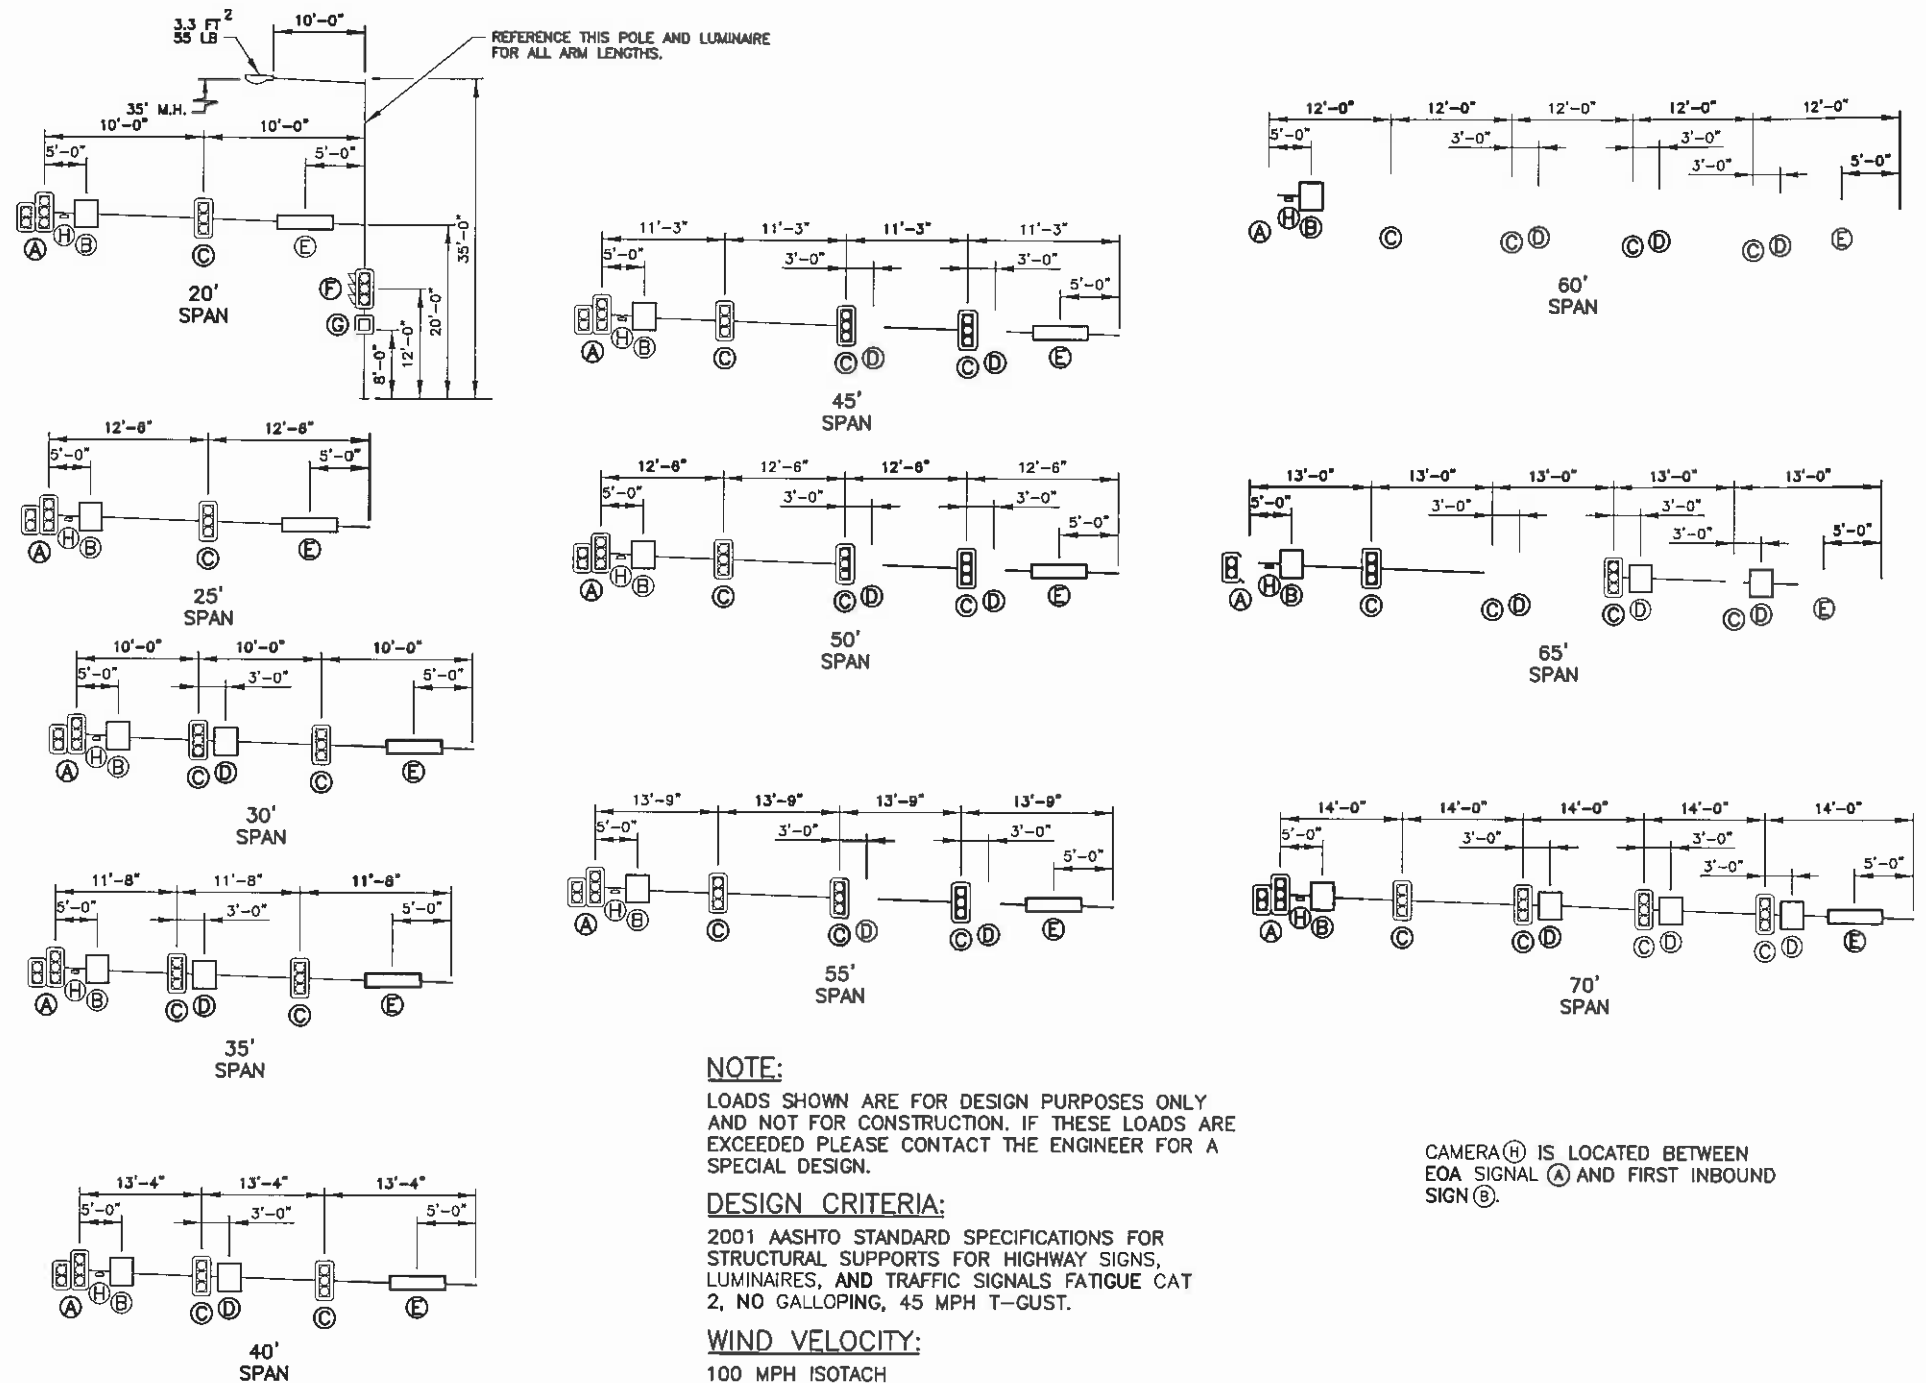 3.3 FT 2
55 LB
10'-0"
REFERENCE THIS POLE AND LUMINAIRE
FOR ALL ARM LENGTHS.
35' M.H.
10'-0" 10'-0"
5'-0" 5'-0"
A H B C E
F
G
8'-0" 12'-0" 20'-0" 35'-0"
20'
SPAN
12'-6" 12'-6"
5'-0" 5'-0"
A H B C E
25'
SPAN
10'-0" 10'-0" 10'-0"
5'-0" 3'-0" 5'-0"
A H B C D C E
30'
SPAN
11'-8" 11'-8" 11'-8"
5'-0" 3'-0" 5'-0"
A H B C D C E
35'
SPAN
13'-4" 13'-4" 13'-4"
5'-0" 3'-0" 5'-0"
A H B C D C E
40'
SPAN
11'-3" 11'-3" 11'-3" 11'-3"
5'-0" 3'-0" 3'-0" 5'-0"
A H B C C D C D E
45'
SPAN
12'-6" 12'-6" 12'-6" 12'-6"
5'-0" 3'-0" 3'-0" 5'-0"
A H B C C D C D E
50'
SPAN
13'-9" 13'-9" 13'-9" 13'-9"
5'-0" 3'-0" 3'-0" 5'-0"
A H B C C D C D E
55'
SPAN
12'-0" 12'-0" 12'-0" 12'-0" 12'-0"
5'-0" 3'-0" 3'-0" 3'-0" 5'-0"
A H B C C D C D C D E
60'
SPAN
13'-0" 13'-0" 13'-0" 13'-0" 13'-0"
5'-0" 3'-0" 3'-0" 3'-0" 5'-0"
A H B C C D C D C D E
65'
SPAN
14'-0" 14'-0" 14'-0" 14'-0" 14'-0"
5'-0" 3'-0" 3'-0" 3'-0" 5'-0"
A H B C C D C D C D E
70'
SPAN
NOTE:
LOADS SHOWN ARE FOR DESIGN PURPOSES ONLY
AND NOT FOR CONSTRUCTION. IF THESE LOADS ARE
EXCEEDED PLEASE CONTACT THE ENGINEER FOR A
SPECIAL DESIGN.
DESIGN CRITERIA:
2001 AASHTO STANDARD SPECIFICATIONS FOR
STRUCTURAL SUPPORTS FOR HIGHWAY SIGNS,
LUMINAIRES, AND TRAFFIC SIGNALS FATIGUE CAT
2, NO GALLOPING, 45 MPH T-GUST.
WIND VELOCITY:
100 MPH ISOTACH
CAMERA H IS LOCATED BETWEEN
EOA SIGNAL A AND FIRST INBOUND
SIGN B.